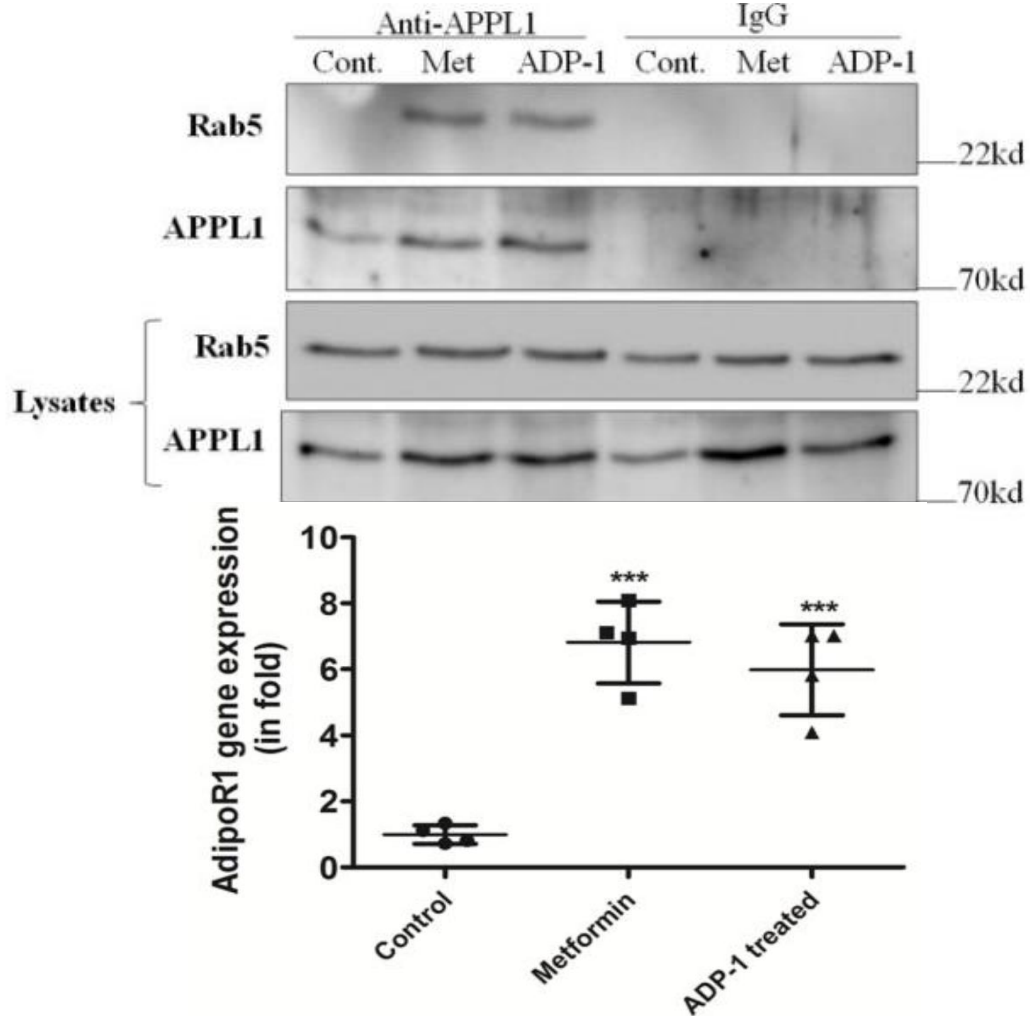 Anti-APPL1 IgG
Cont. Met ADP-1 Cont. Met ADP-1
Rab5
22kd
APPL1
70kd
Lysates
Rab5
22kd
APPL1
70kd
AdipoR1 gene expression
(in fold)
10
8
6
4
2
0
***
***
Control
Metformin
ADP-1 treated